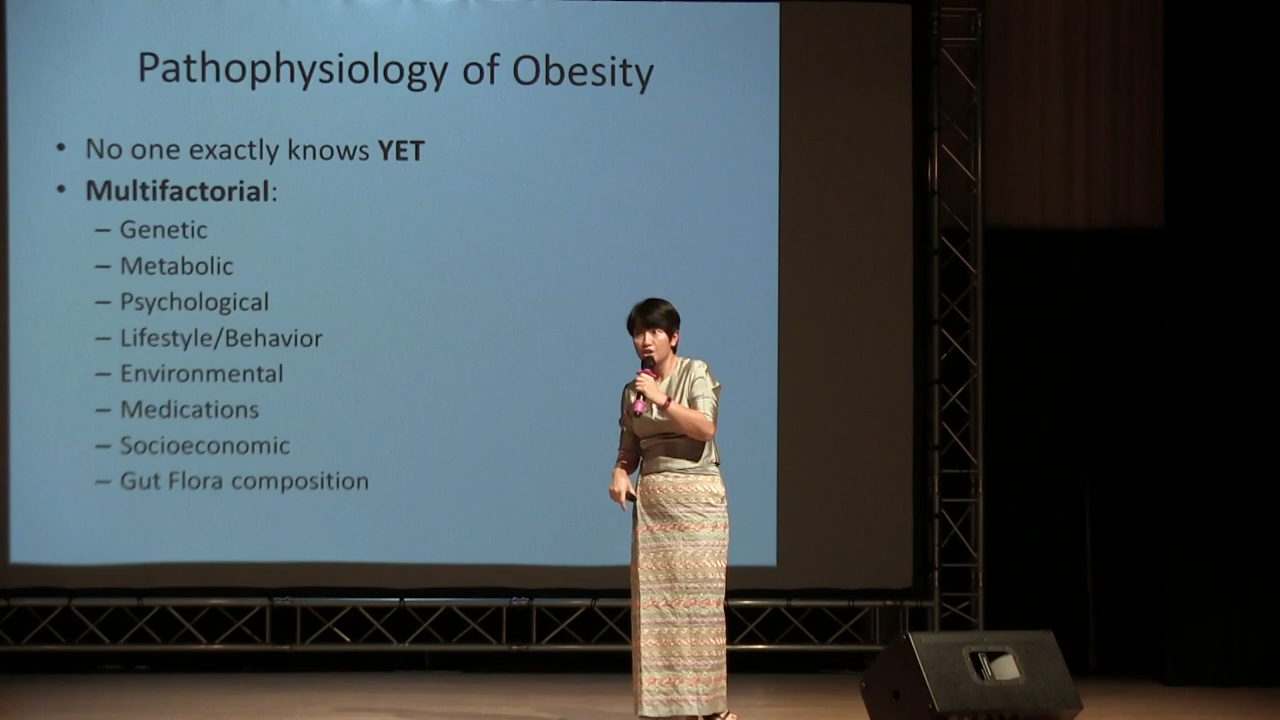 Pathophysiology of Obesity
• No one exactly knows YET
• Multifactorial:
– Genetic
– Metabolic
– Psychological
– Lifestyle/Behavior
– Environmental
– Medications
– Socioeconomic
– Gut Flora composition